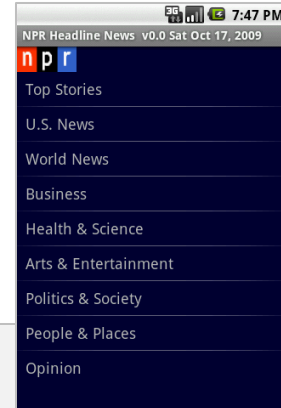 3G 7:47 PM
NPR Headline News v0.0 Sat Oct 17, 2009
n p r
Top Stories
U.S. News
World News
Business
Health & Science
Arts & Entertainment
Politics & Society
People & Places
Opinion